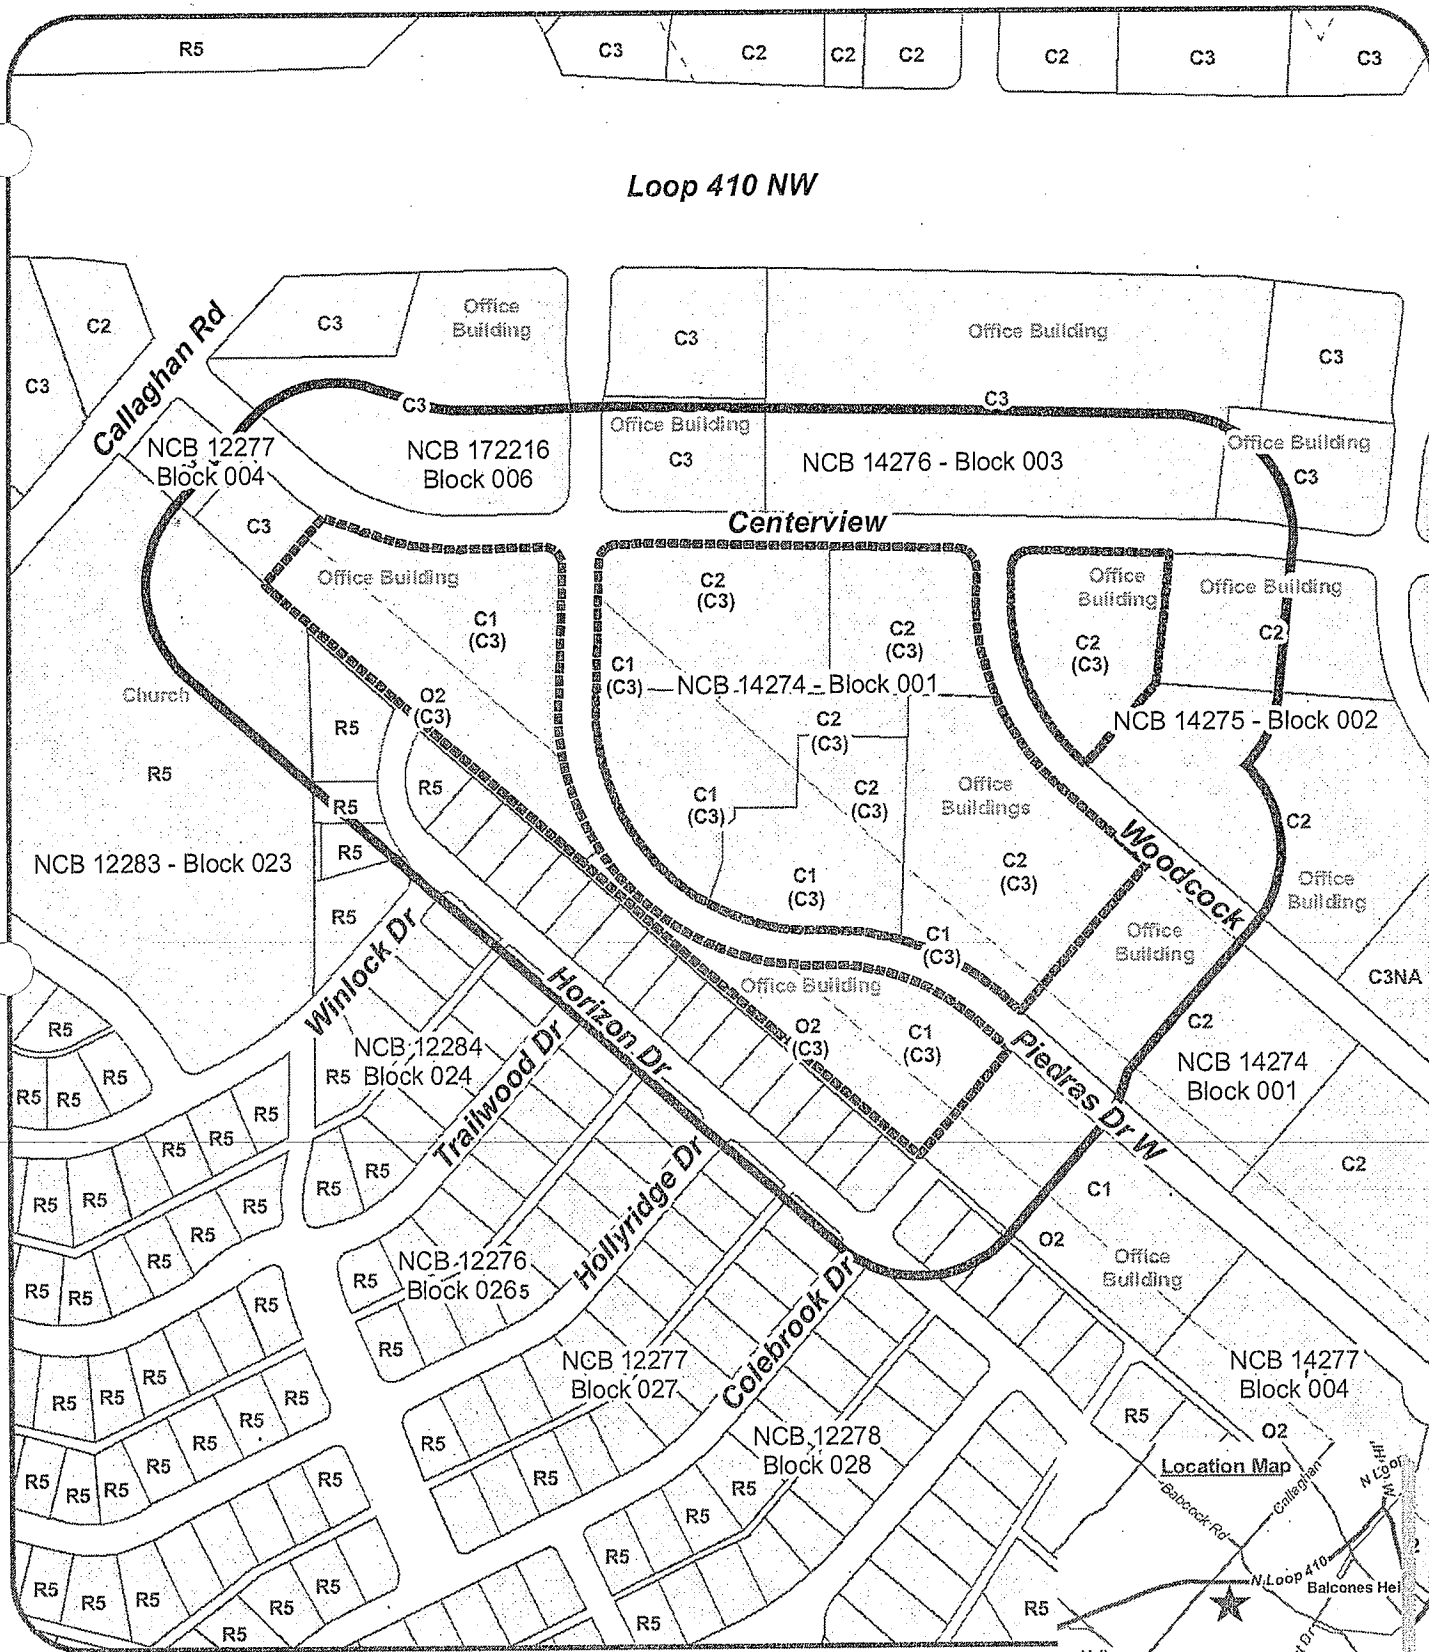 R5
C3
C2
C2
C2
C2
C3
C3
Loop 410 NW
C3
C2
Callaghan Rd
C3
Office
Building
C3
Office Building
C3
C3
C3
Office Building
C3
Office Building
C3
NCB 12277
Block 004
NCB 172216
Block 006
NCB 14276 - Block 003
C3
Centerview
Office Building
C1
(C3)
C2
(C3)
C2
(C3)
Office
Building
C2
(C3)
Office Building
C2
Church
R5
O2
(C3)
C1
(C3)
NCB 14274 - Block 001
NCB 14275 - Block 002
C2
(C3)
R5
R5
R5
C1
(C3)
C2
(C3)
Office
Buildings
C2
R5
NCB 12283 - Block 023
R5
C1
(C3)
C2
(C3)
Woodcock
Office
Building
R5
Winlock Dr
C1
(C3)
Office
Building
C3NA
Office Building
Horizon Dr
O2
(C3)
C1
(C3)
Piedras Dr W
C2
NCB 14274
Block 001
R5
NCB 12284
Block 024
R5
Trailwood Dr
R5
R5
R5
R5
R5
R5
C2
R5
R5
R5
R5
R5
C1
Hollyridge Dr
R5
R5
O2
Office
Building
R5
NCB 12276
Block 026
5
R5
R5
R5
R5
Colebrook Dr
NCB 12277
Block 027
NCB 14277
Block 004
R5
R5
R5
R5
R5
R5
R5
O2
R5
R5
NCB 12278
Block 028
Location Map
R5
R5
R5
R5
R5
R5
R5
R5
Babcock Rd
Callaghan
N Loop
R5
N Loop 410
Balcones Hei
R5
R5
R5
R5
R5
R5
R5
R5